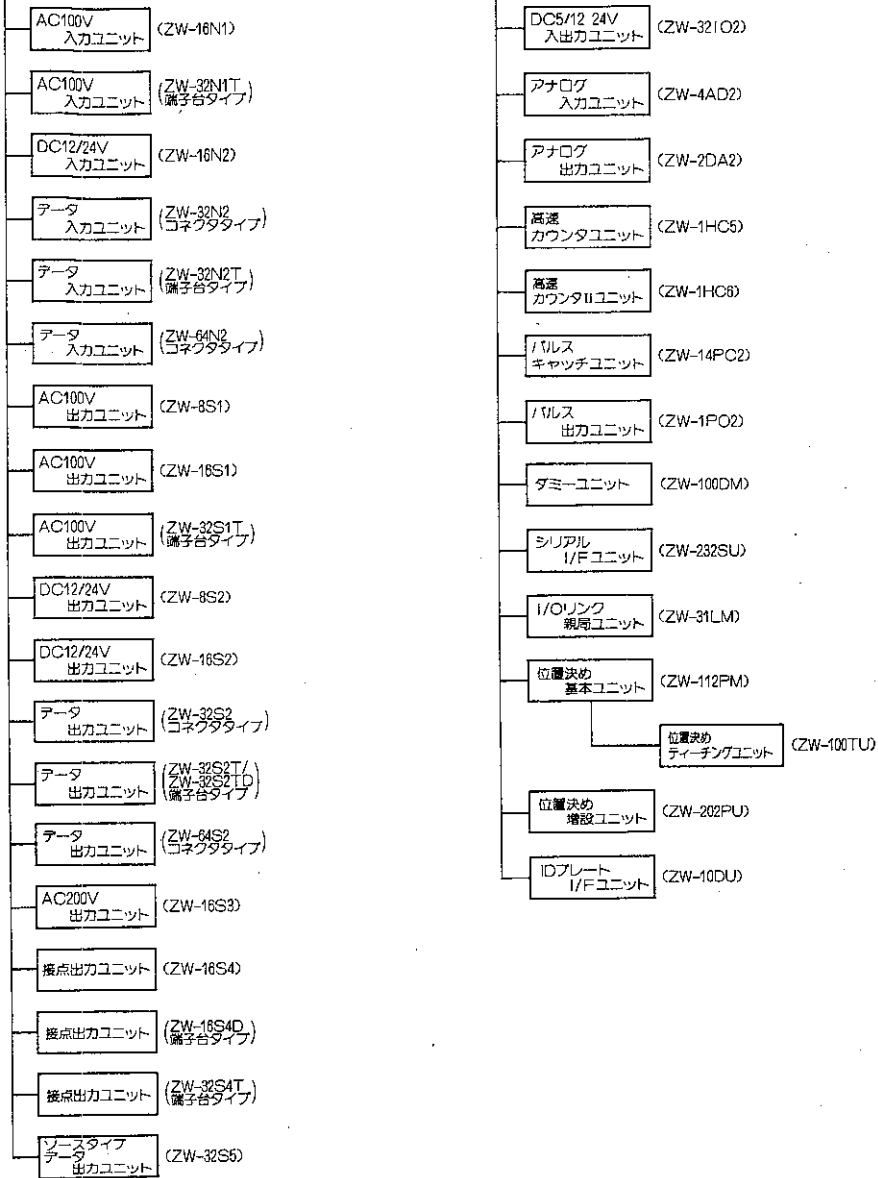 AC100V
入力ユニット
(ZW-16N1)
AC100V
入力ユニット
(ZW-32N1T
端子台タイプ)
DC12/24V
入力ユニット
(ZW-16N2)
データ
入力ユニット
(ZW-32N2
コネクタタイプ)
データ
入力ユニット
(ZW-32N2T
端子台タイプ)
データ
入力ユニット
(ZW-64N2
コネクタタイプ)
AC100V
出力ユニット
(ZW-8S1)
AC100V
出力ユニット
(ZW-16S1)
AC100V
出力ユニット
(ZW-32S1T
端子台タイプ)
DC12/24V
出力ユニット
(ZW-8S2)
DC12/24V
出力ユニット
(ZW-16S2)
データ
出力ユニット
(ZW-32S2
コネクタタイプ)
データ
出力ユニット
(ZW-32S2T/
ZW-32S2TD
端子台タイプ)
データ
出力ユニット
(ZW-64S2
コネクタタイプ)
AC200V
出力ユニット
(ZW-16S3)
接点出力ユニット
(ZW-16S4)
接点出力ユニット
(ZW-16S4D
端子台タイプ)
接点出力ユニット
(ZW-32S4T
端子台タイプ)
ソースタイプ
データ
出力ユニット
(ZW-32S5)
DC5/12 24V
入出力ユニット
(ZW-32IO2)
アナログ
入力ユニット
(ZW-4AD2)
アナログ
出力ユニット
(ZW-2DA2)
高速
カウンタユニット
(ZW-1HC5)
高速
カウンタIIユニット
(ZW-1HC6)
パルス
キャッチユニット
(ZW-14PC2)
パルス
出力ユニット
(ZW-1PO2)
ダミーユニット
(ZW-100DM)
シリアル
I/Fユニット
(ZW-232SU)
I/Oリンク
親局ユニット
(ZW-31LM)
位置決め
基本ユニット
(ZW-112PM)
位置決め
ティーチングユニット
(ZW-100TU)
位置決め
増設ユニット
(ZW-202PU)
IDプレート
I/Fユニット
(ZW-10DU)